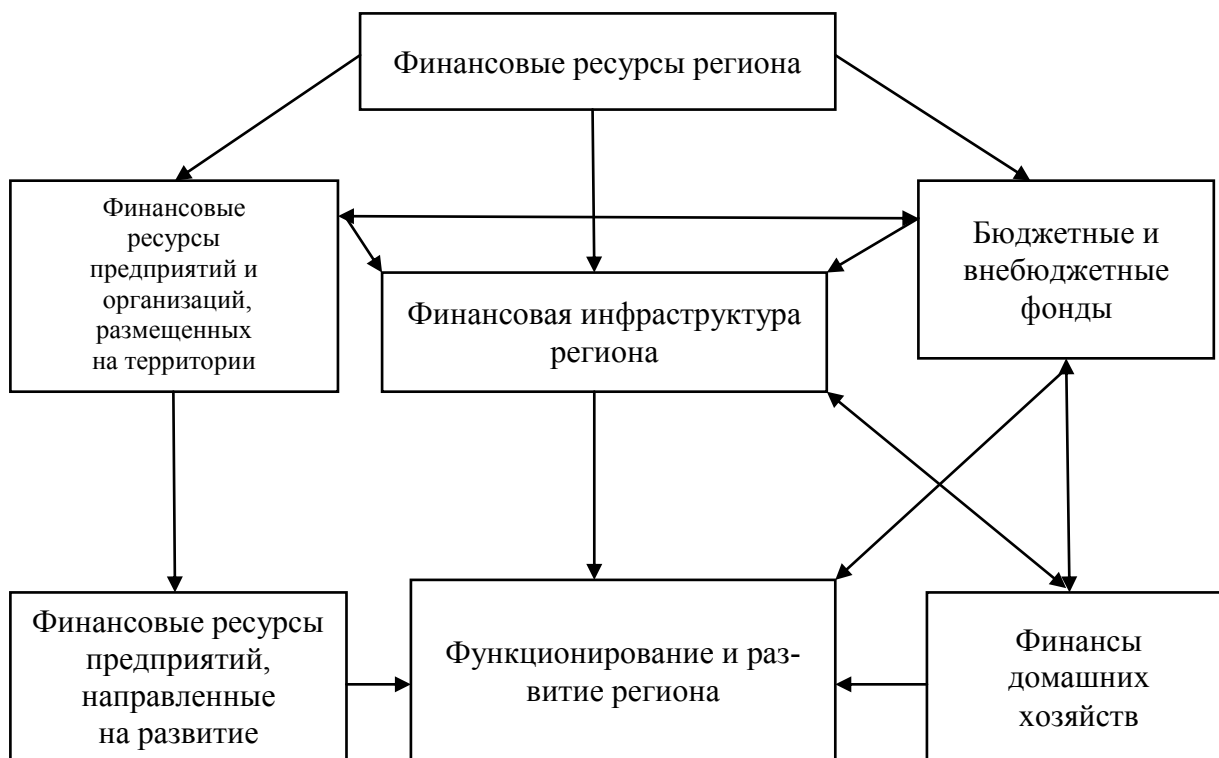 Финансовые ресурсы региона
Финансовые
ресурсы
предприятий и
организаций,
размещенных
на территории
Финансовая инфраструктура
региона
Бюджетные и
внебюджетные
фонды
Финансовые ресурсы
предприятий,
направленные
на развитие
Функционирование и раз-
витие региона
Финансы
домашних
хозяйств